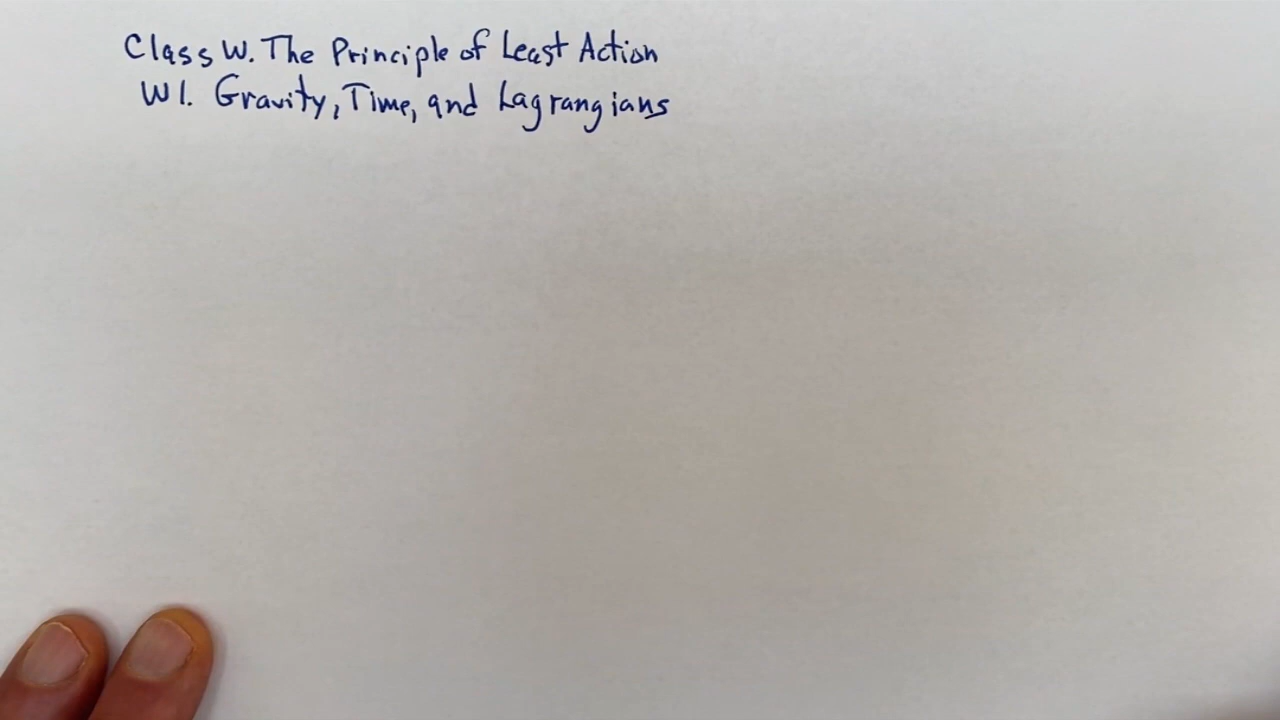 Class W. The Principle of Least Action
W1. Gravity, Time, and Lagrangians